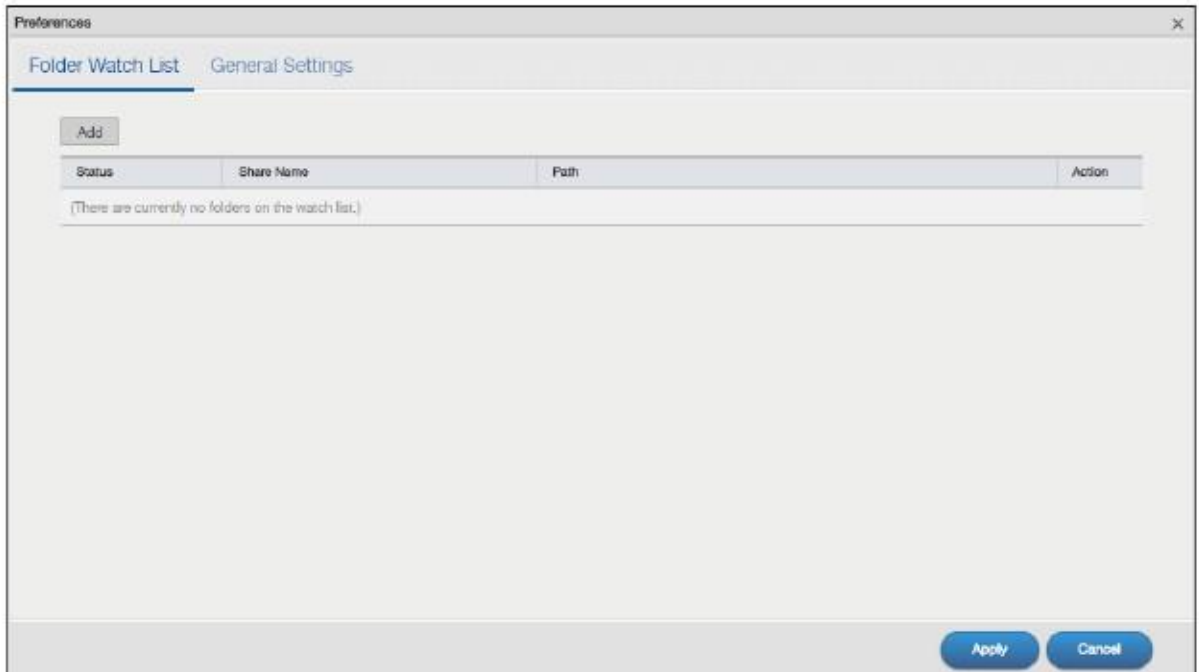 Preferences
Folder Watch List General Settings
Add
Status Share Name Path Action
(There are currently no folders on the watch list.)
Apply Cancel